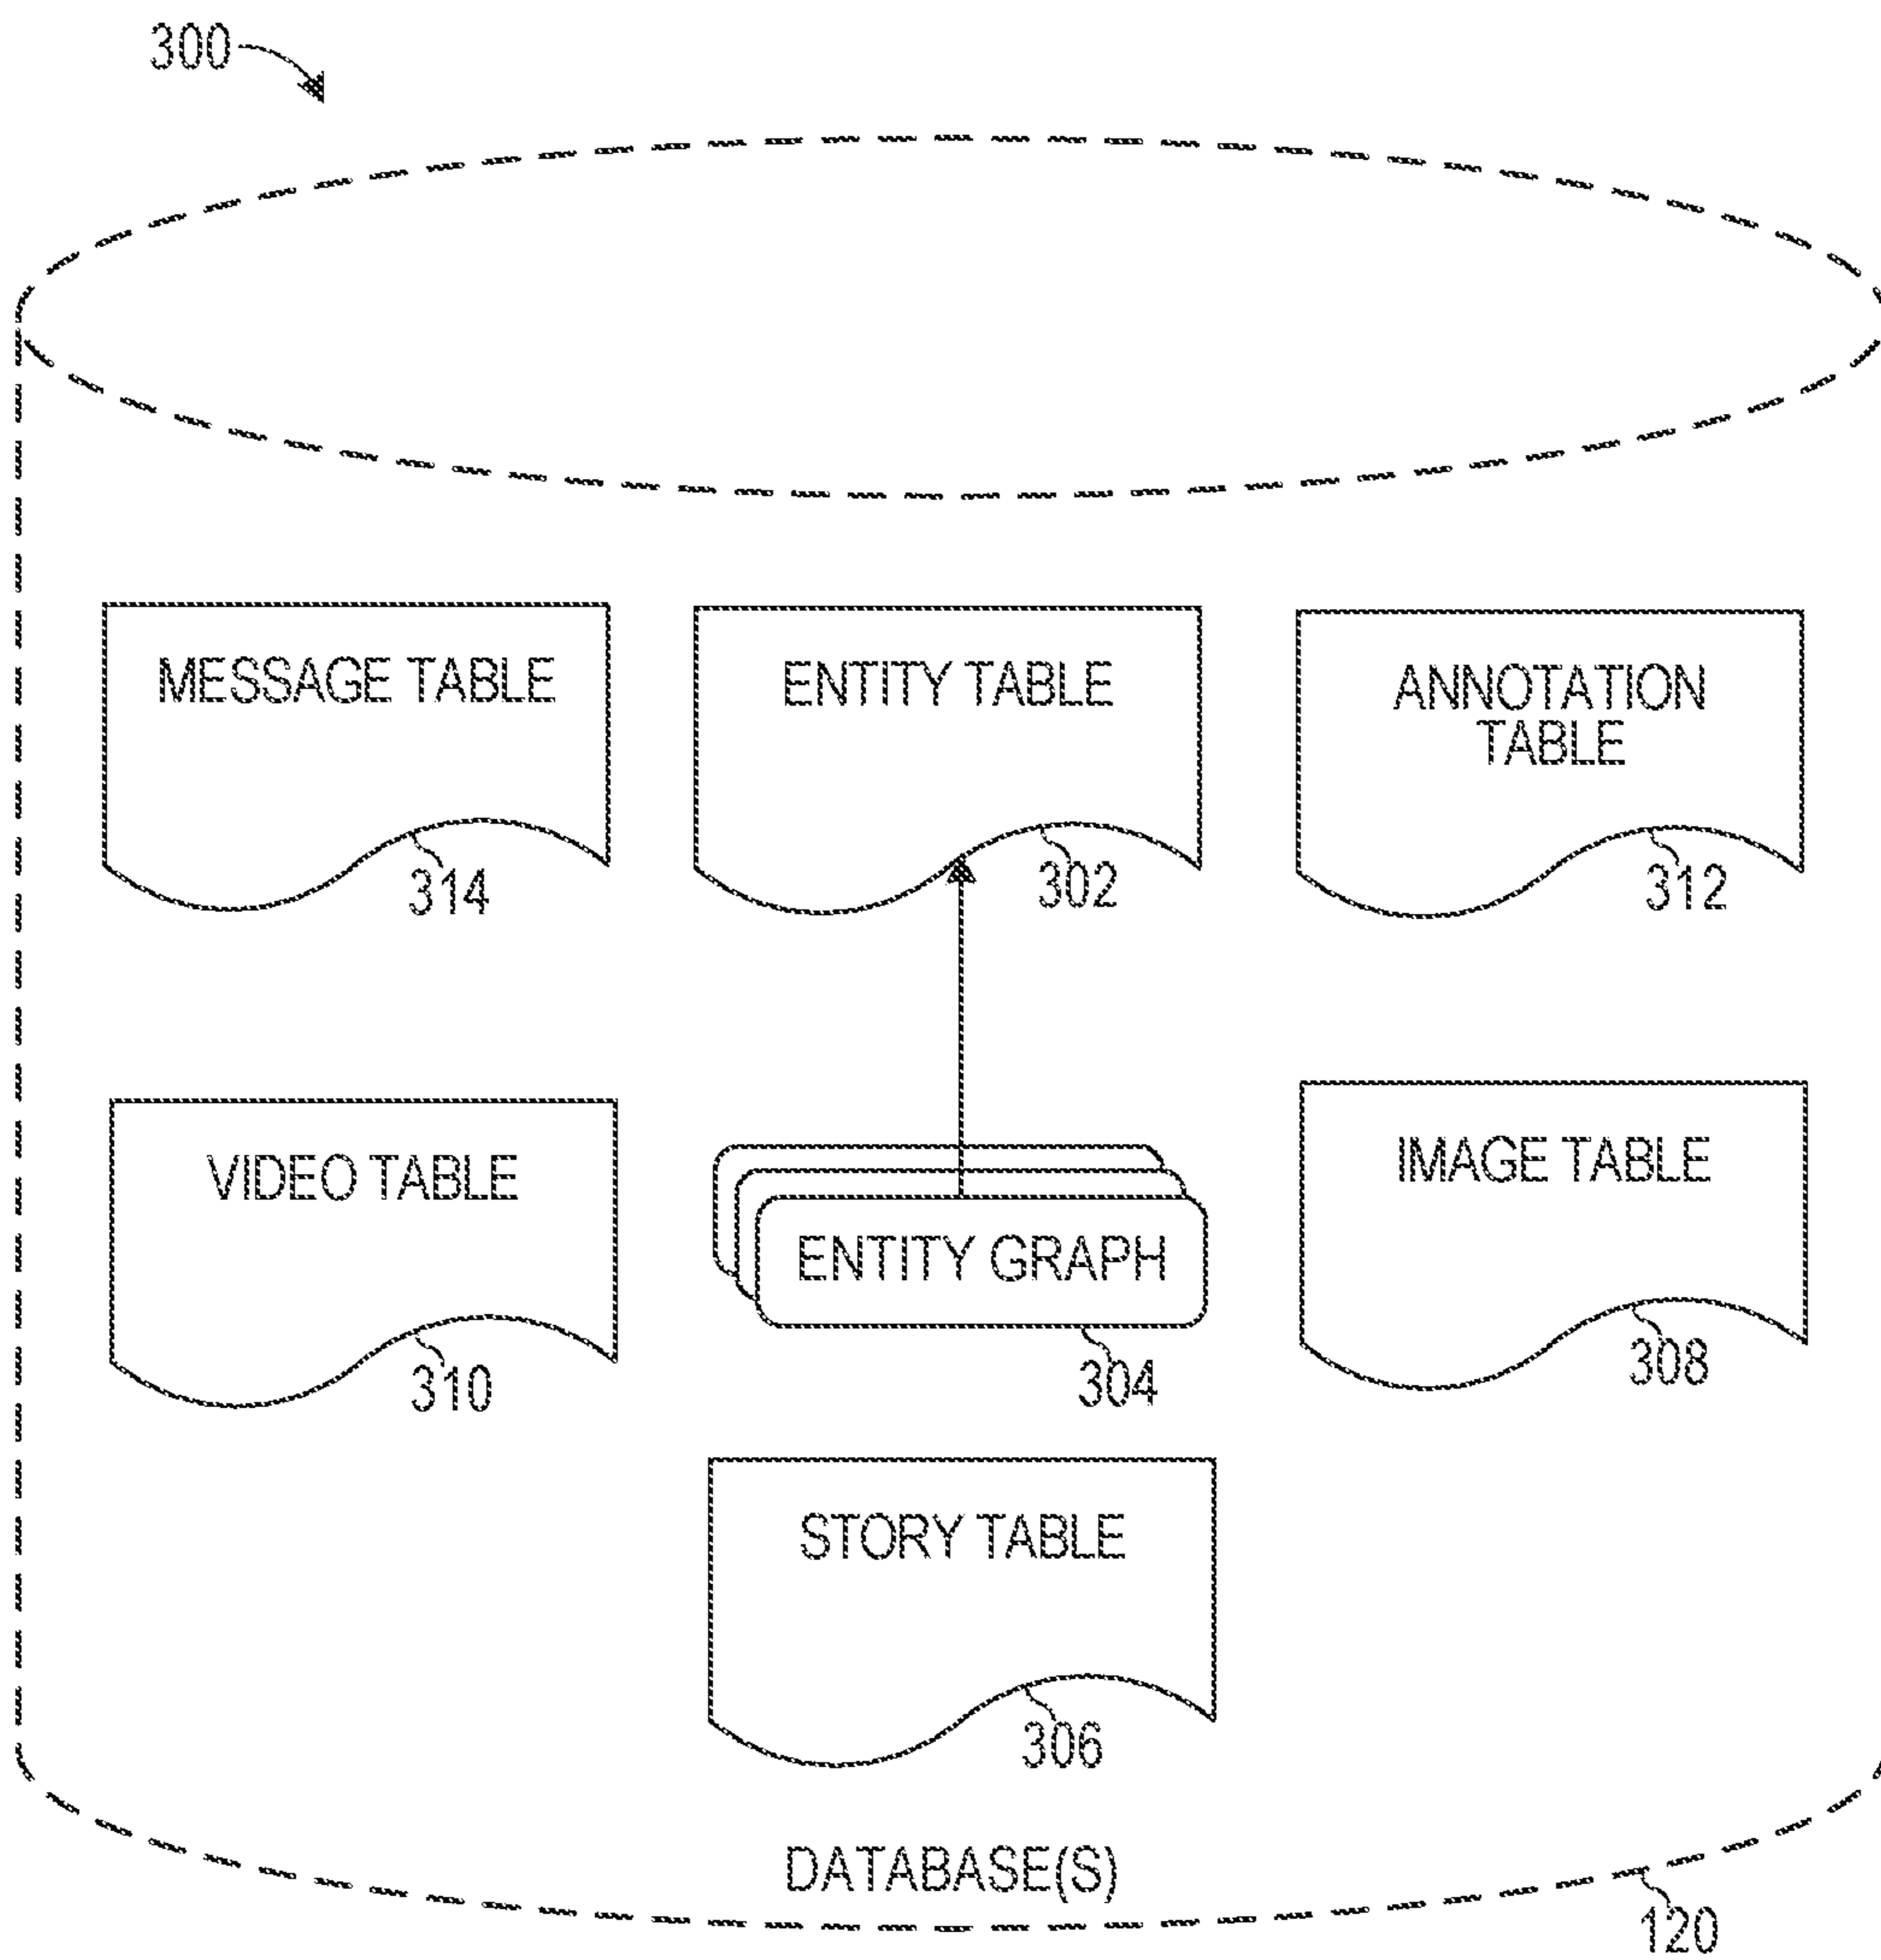 300
MESSAGE TABLE
314
ENTITY TABLE
302
ANNOTATION
TABLE
312
VIDEO TABLE
310
ENTITY GRAPH
304
IMAGE TABLE
308
STORY TABLE
306
DATABASE(S)
120